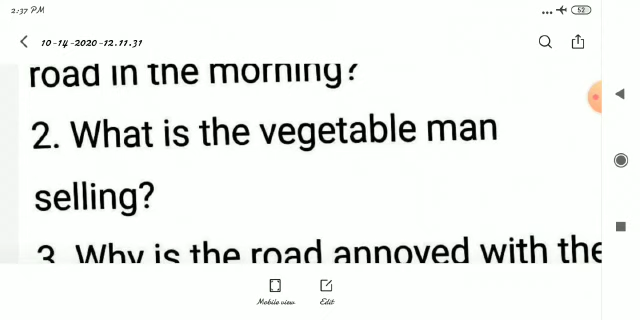 2:37 PM
52
10-14-2020-12.11.31
road in the morning?
2. What is the vegetable man
selling?
3. Why is the road annoyed with the
Mobile view
Edit